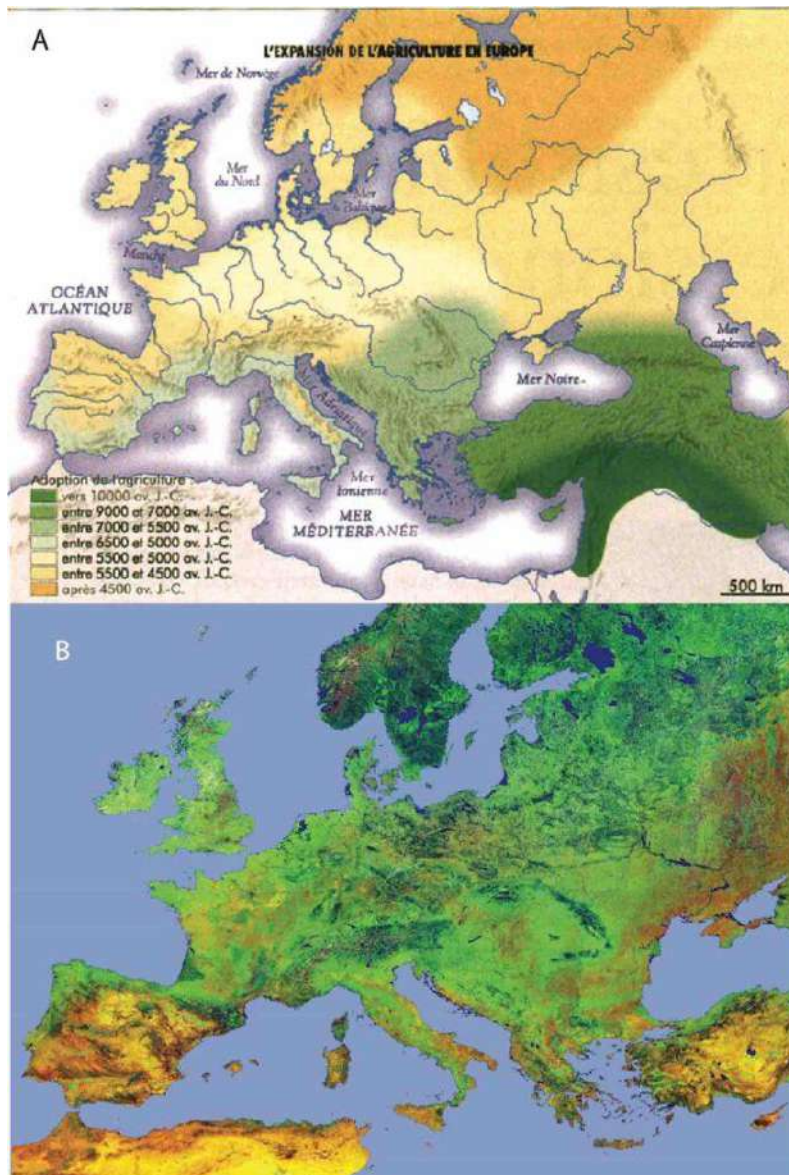 A
L'EXPANSION DE L'AGRICULTURE EN EUROPE
Mer de Norvège
Mer
du Nord
Mer
Baltique
Manche
OCÉAN
ATLANTIQUE
Mer
Caspienne
Mer Noire
Mer Adriatique
Mer
Ionienne
MER
MÉDITERRANÉE
Adoption de l'agriculture :
vers 10000 av. J.-C.
entre 9000 et 7000 av. J.-C.
entre 7000 et 5500 av. J.-C.
entre 6500 et 5000 av. J.-C.
entre 5500 et 5000 av. J.-C.
entre 5500 et 4500 av. J.-C.
après 4500 av. J.-C.
500 km
B